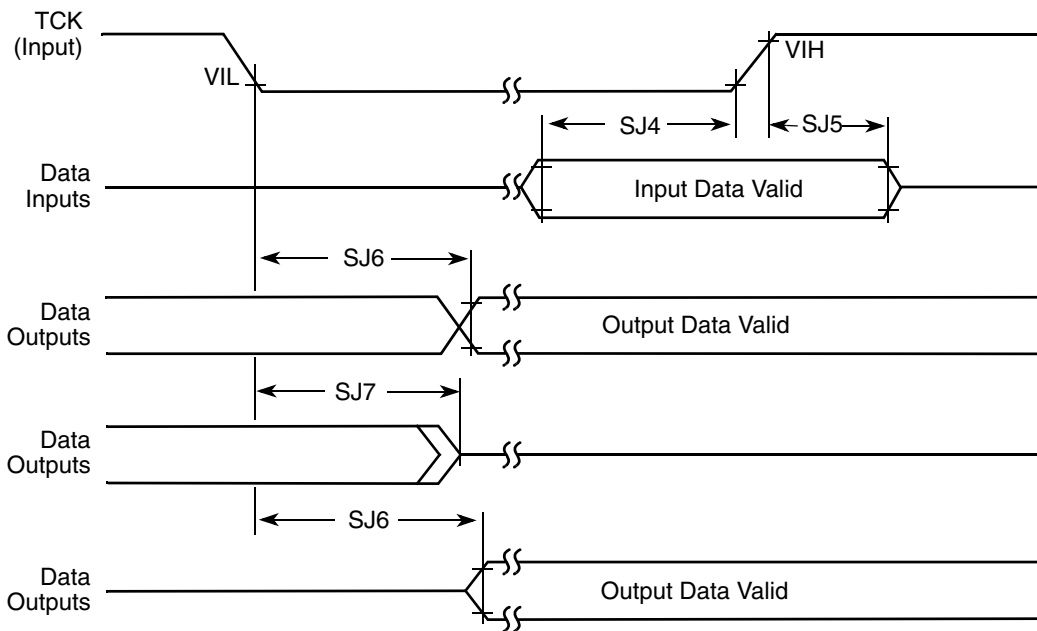 TCK
(Input)
VIL
VIH
SJ4
SJ5
Data
Inputs
Input Data Valid
SJ6
Data
Outputs
Output Data Valid
SJ7
Data
Outputs
SJ6
Data
Outputs
Output Data Valid